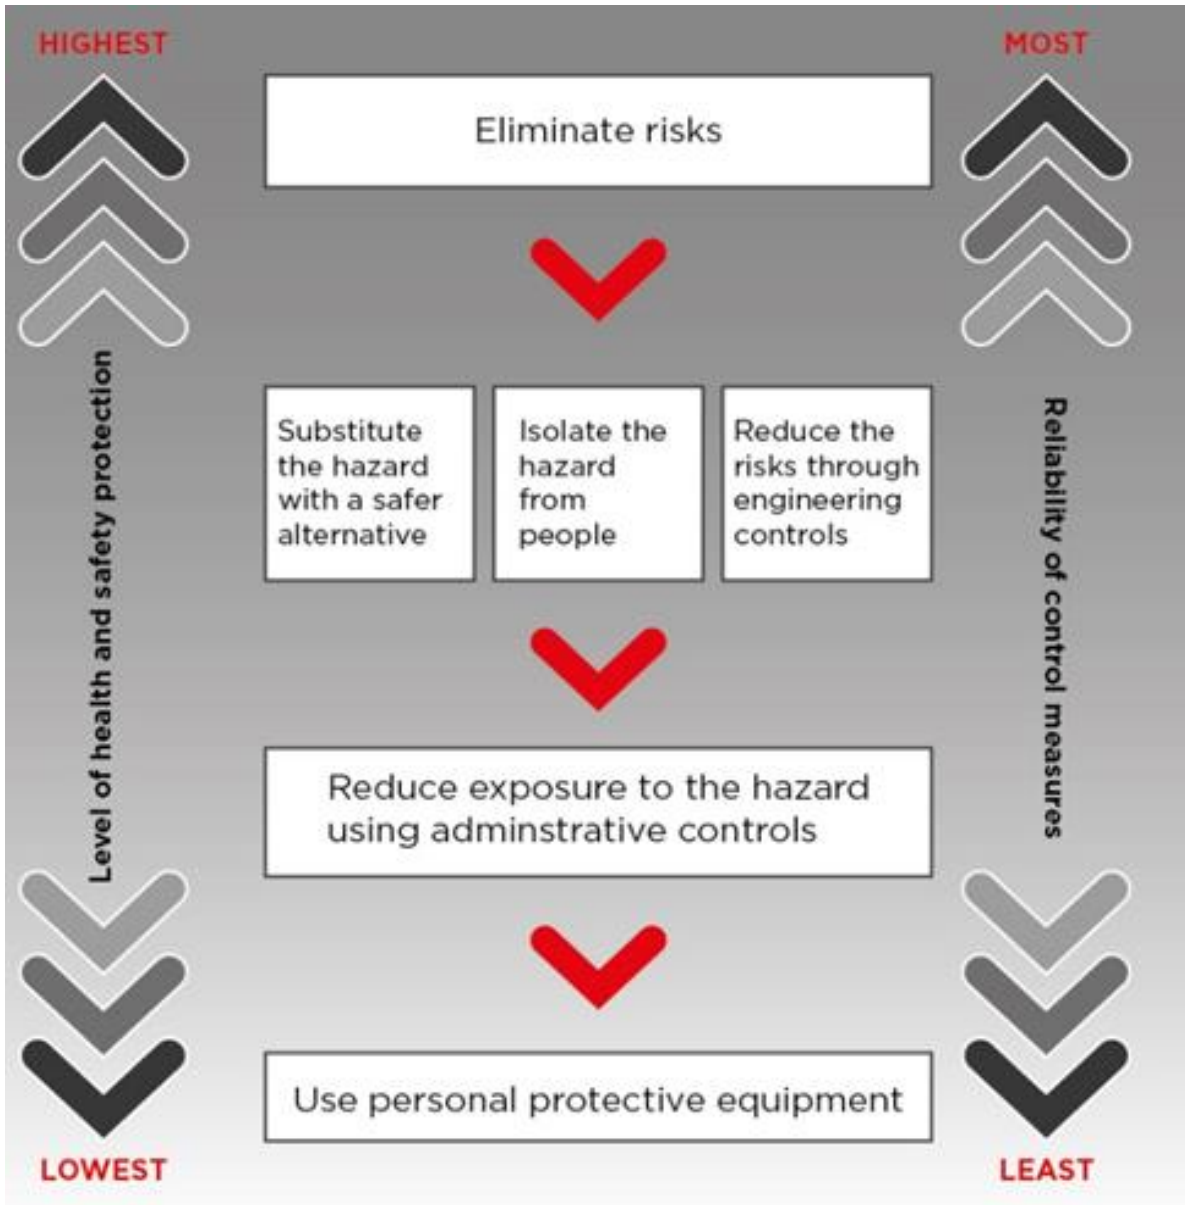 HIGHEST
MOST
Eliminate risks
Substitute
the hazard
with a safer
alternative
Isolate the
hazard
from
people
Reduce the
risks through
engineering
controls
Level of health and safety protection
Reliability of control measures
Reduce exposure to the hazard
using adminstrative controls
Use personal protective equipment
LOWEST
LEAST